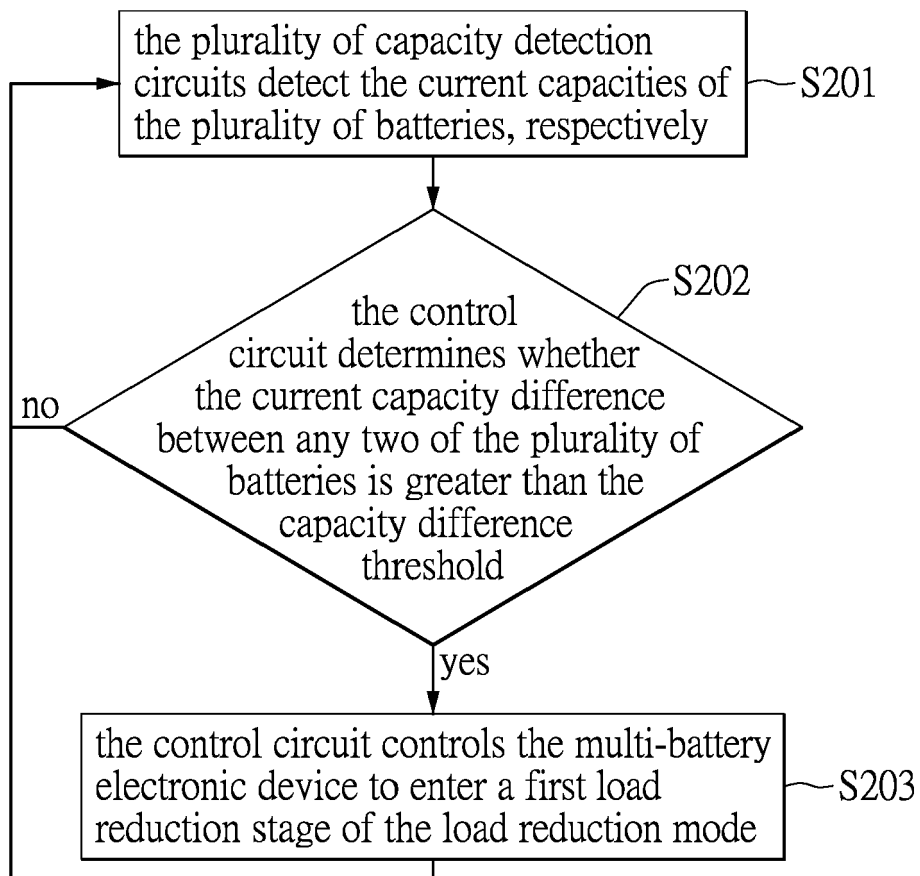 the plurality of capacity detection
circuits detect the current capacities of
the plurality of batteries, respectively
S201
the control
circuit determines whether
the current capacity difference
between any two of the plurality of
batteries is greater than the
capacity difference
threshold
S202
no
yes
the control circuit controls the multi-battery
electronic device to enter a first load
reduction stage of the load reduction mode
S203